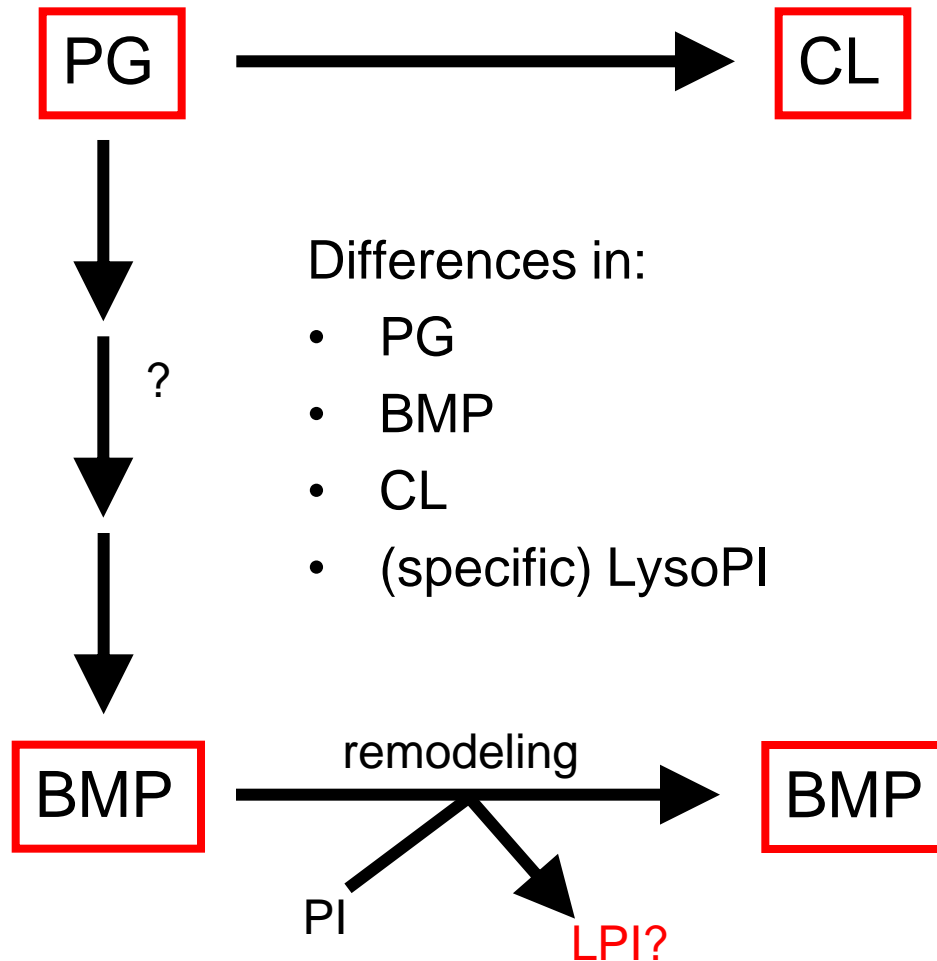 PG
CL
Differences in:
• PG
?
• BMP
• CL
• (specific) LysoPI
remodeling
BMP
BMP
PI
LPI?